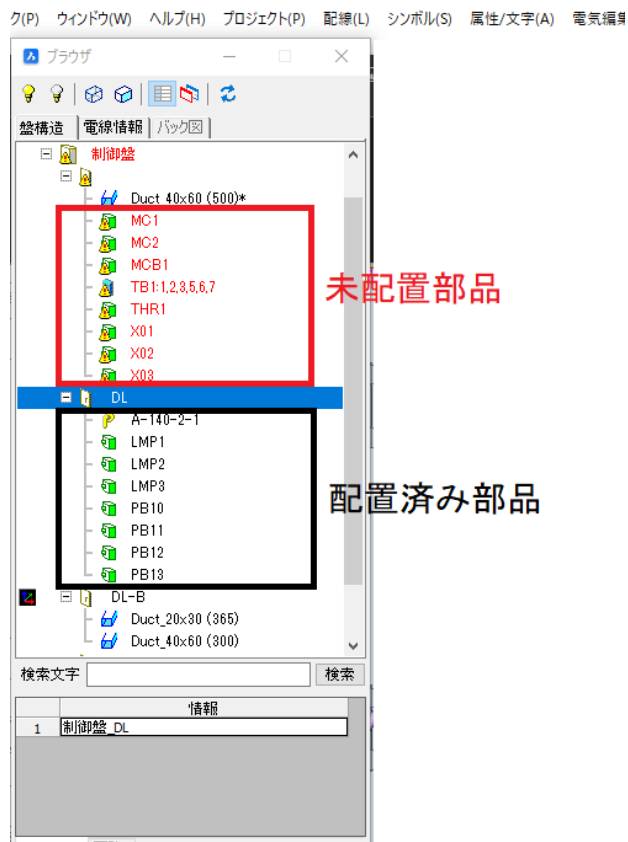 ク(P) ウィンドウ(W) ヘルプ(H) プロジェクト(P) 配線(L) シンボル(S) 属性/文字(A) 電気編集
ブラウザ
盤構造 電線情報 バック図
制御盤
Duct 40x60 (500)*
MC1
MC2
MCB1
TB1:1,2,3,5,6,7
THR1
X01
X02
X03
未配置部品
DL
A-140-2-1
LMP1
LMP2
LMP3
PB10
PB11
PB12
PB13
配置済み部品
DL-B
Duct_20x30 (365)
Duct_40x60 (300)
検索文字 検索
情報
1 制御盤_DL